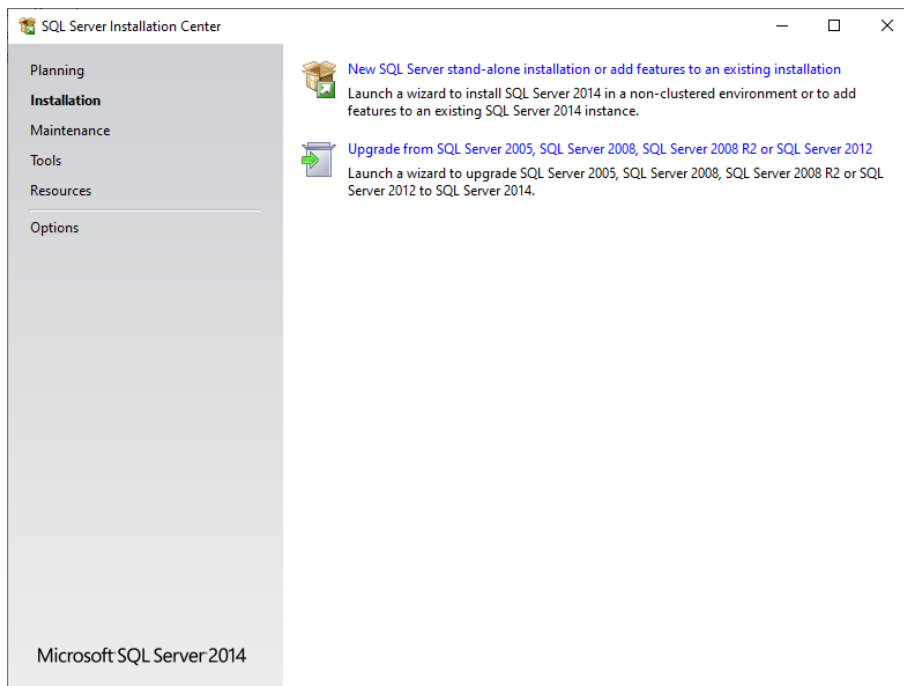 SQL Server Installation Center
Planning
Installation
Maintenance
Tools
Resources
Options
New SQL Server stand-alone installation or add features to an existing installation
Launch a wizard to install SQL Server 2014 in a non-clustered environment or to add
features to an existing SQL Server 2014 instance.
Upgrade from SQL Server 2005, SQL Server 2008, SQL Server 2008 R2 or SQL Server 2012
Launch a wizard to upgrade SQL Server 2005, SQL Server 2008, SQL Server 2008 R2 or SQL
Server 2012 to SQL Server 2014.
Microsoft SQL Server 2014